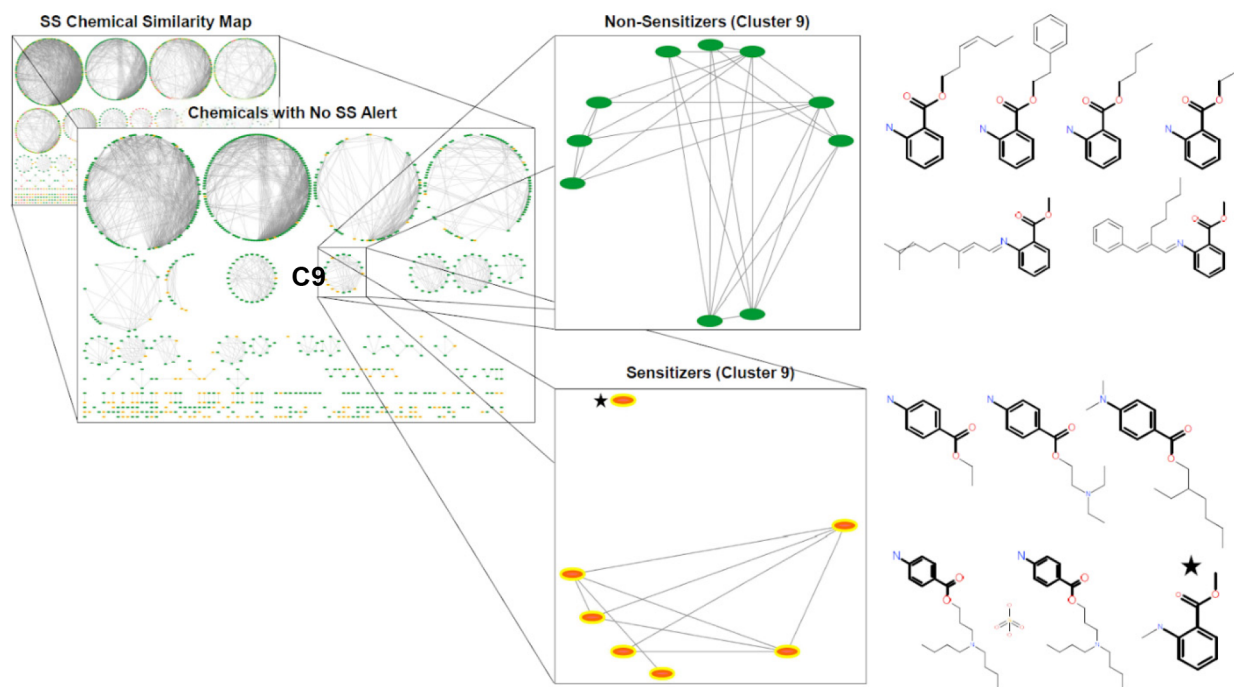 SS Chemical Similarity Map
Non-Sensitizers (Cluster 9)
Chemicals with No SS Alert
C9
Sensitizers (Cluster 9)
O
O
N
O
O
N
O
O
N
O
O
N
O
O
N
O
O
N
N
O
O
N
O
O
N
N
O
O
N
O
O
N
N
O
O
N
O
O
N